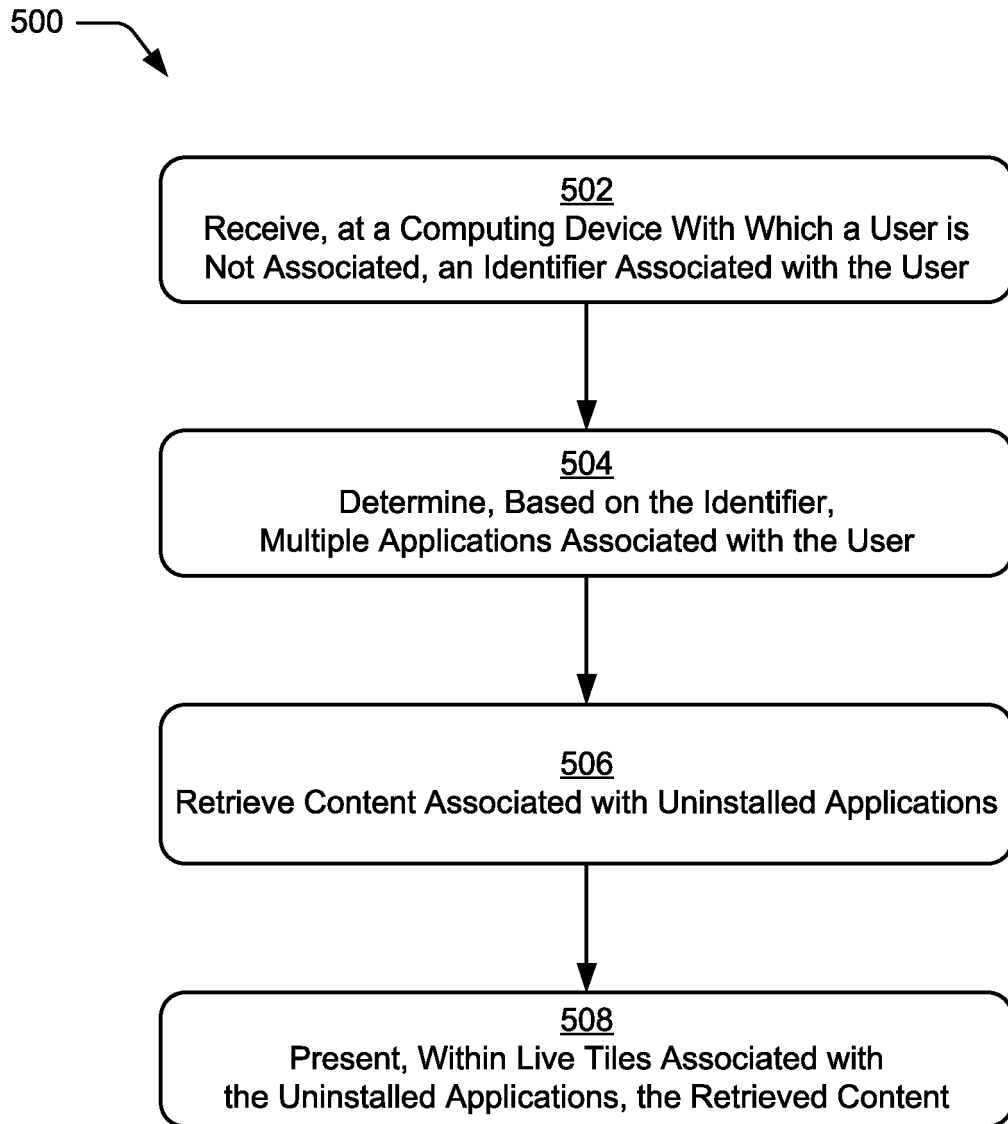 500
502
Receive, at a Computing Device With Which a User is
Not Associated, an Identifier Associated with the User
504
Determine, Based on the Identifier,
Multiple Applications Associated with the User
506
Retrieve Content Associated with Uninstalled Applications
508
Present, Within Live Tiles Associated with
the Uninstalled Applications, the Retrieved Content